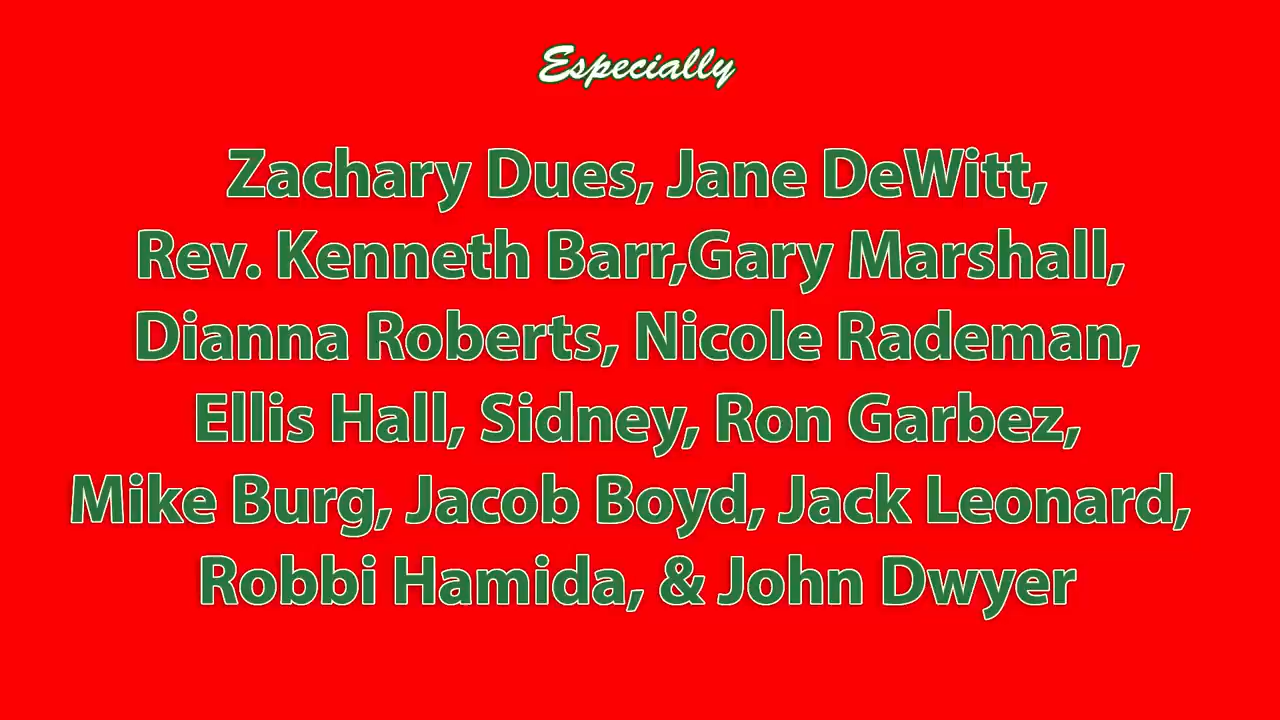 Especially
Zachary Dues, Jane DeWitt,
Rev. Kenneth Barr,Gary Marshall,
Dianna Roberts, Nicole Rademan,
Ellis Hall, Sidney, Ron Garbez,
Mike Burg, Jacob Boyd, Jack Leonard,
Robbi Hamida, & John Dwyer